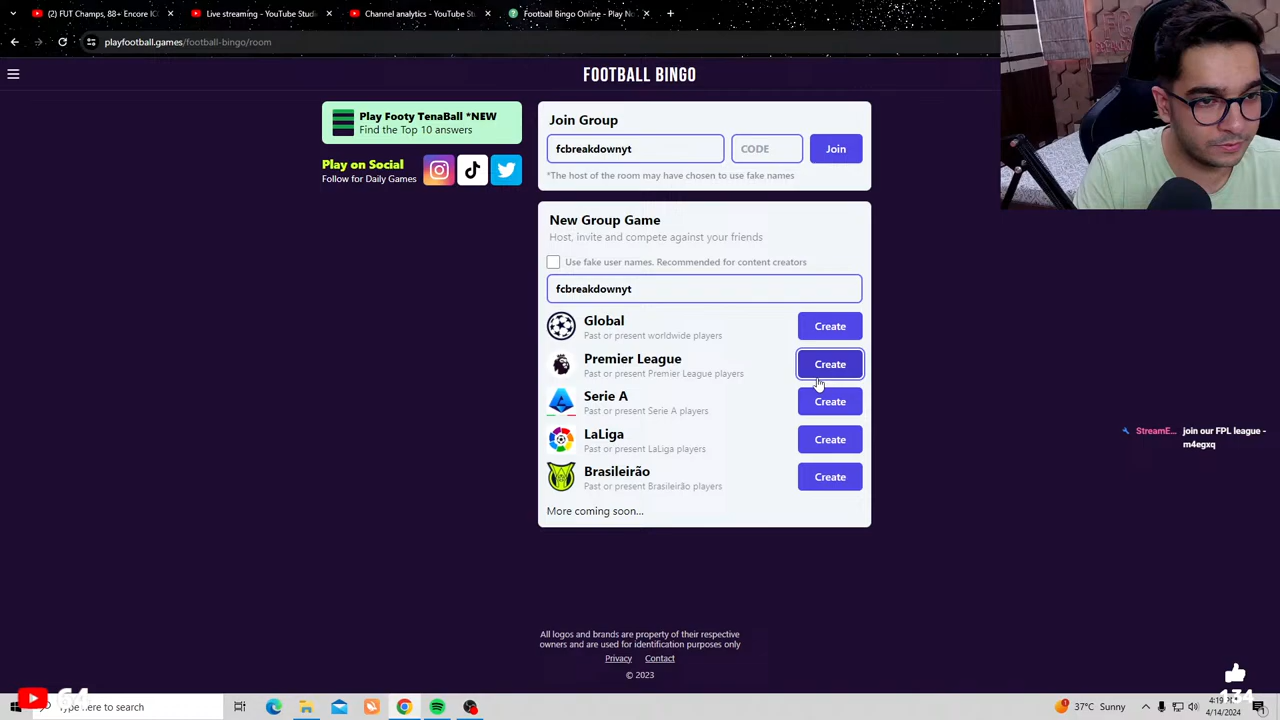 (2) FUT Champs, 88+ Encore IC
Live streaming - YouTube Stud
Channel analytics - YouTube St
Football Bingo Online - Play No
playfootball.games/football-bingo/room
FOOTBALL BINGO
Play Footy TenaBall *NEW
Find the Top 10 answers
Play on Social
Follow for Daily Games
Join Group
fcbreakdownyt
CODE
Join
*The host of the room may have chosen to use fake names
New Group Game
Host, invite and compete against your friends
Use fake user names. Recommended for content creators
fcbreakdownyt
Global
Past or present worldwide players
Create
Premier League
Past or present Premier League players
Create
Serie A
Past or present Serie A players
Create
LaLiga
Past or present LaLiga players
Create
Brasileirão
Past or present Brasileirão players
Create
More coming soon...
StreamE... join our FPL league -
m4egxq
All logos and brands are property of their respective
owners and are used for identification purposes only
Privacy Contact
© 2023
64
Type here to search
37°C Sunny
134
4:19 PM
4/14/2024